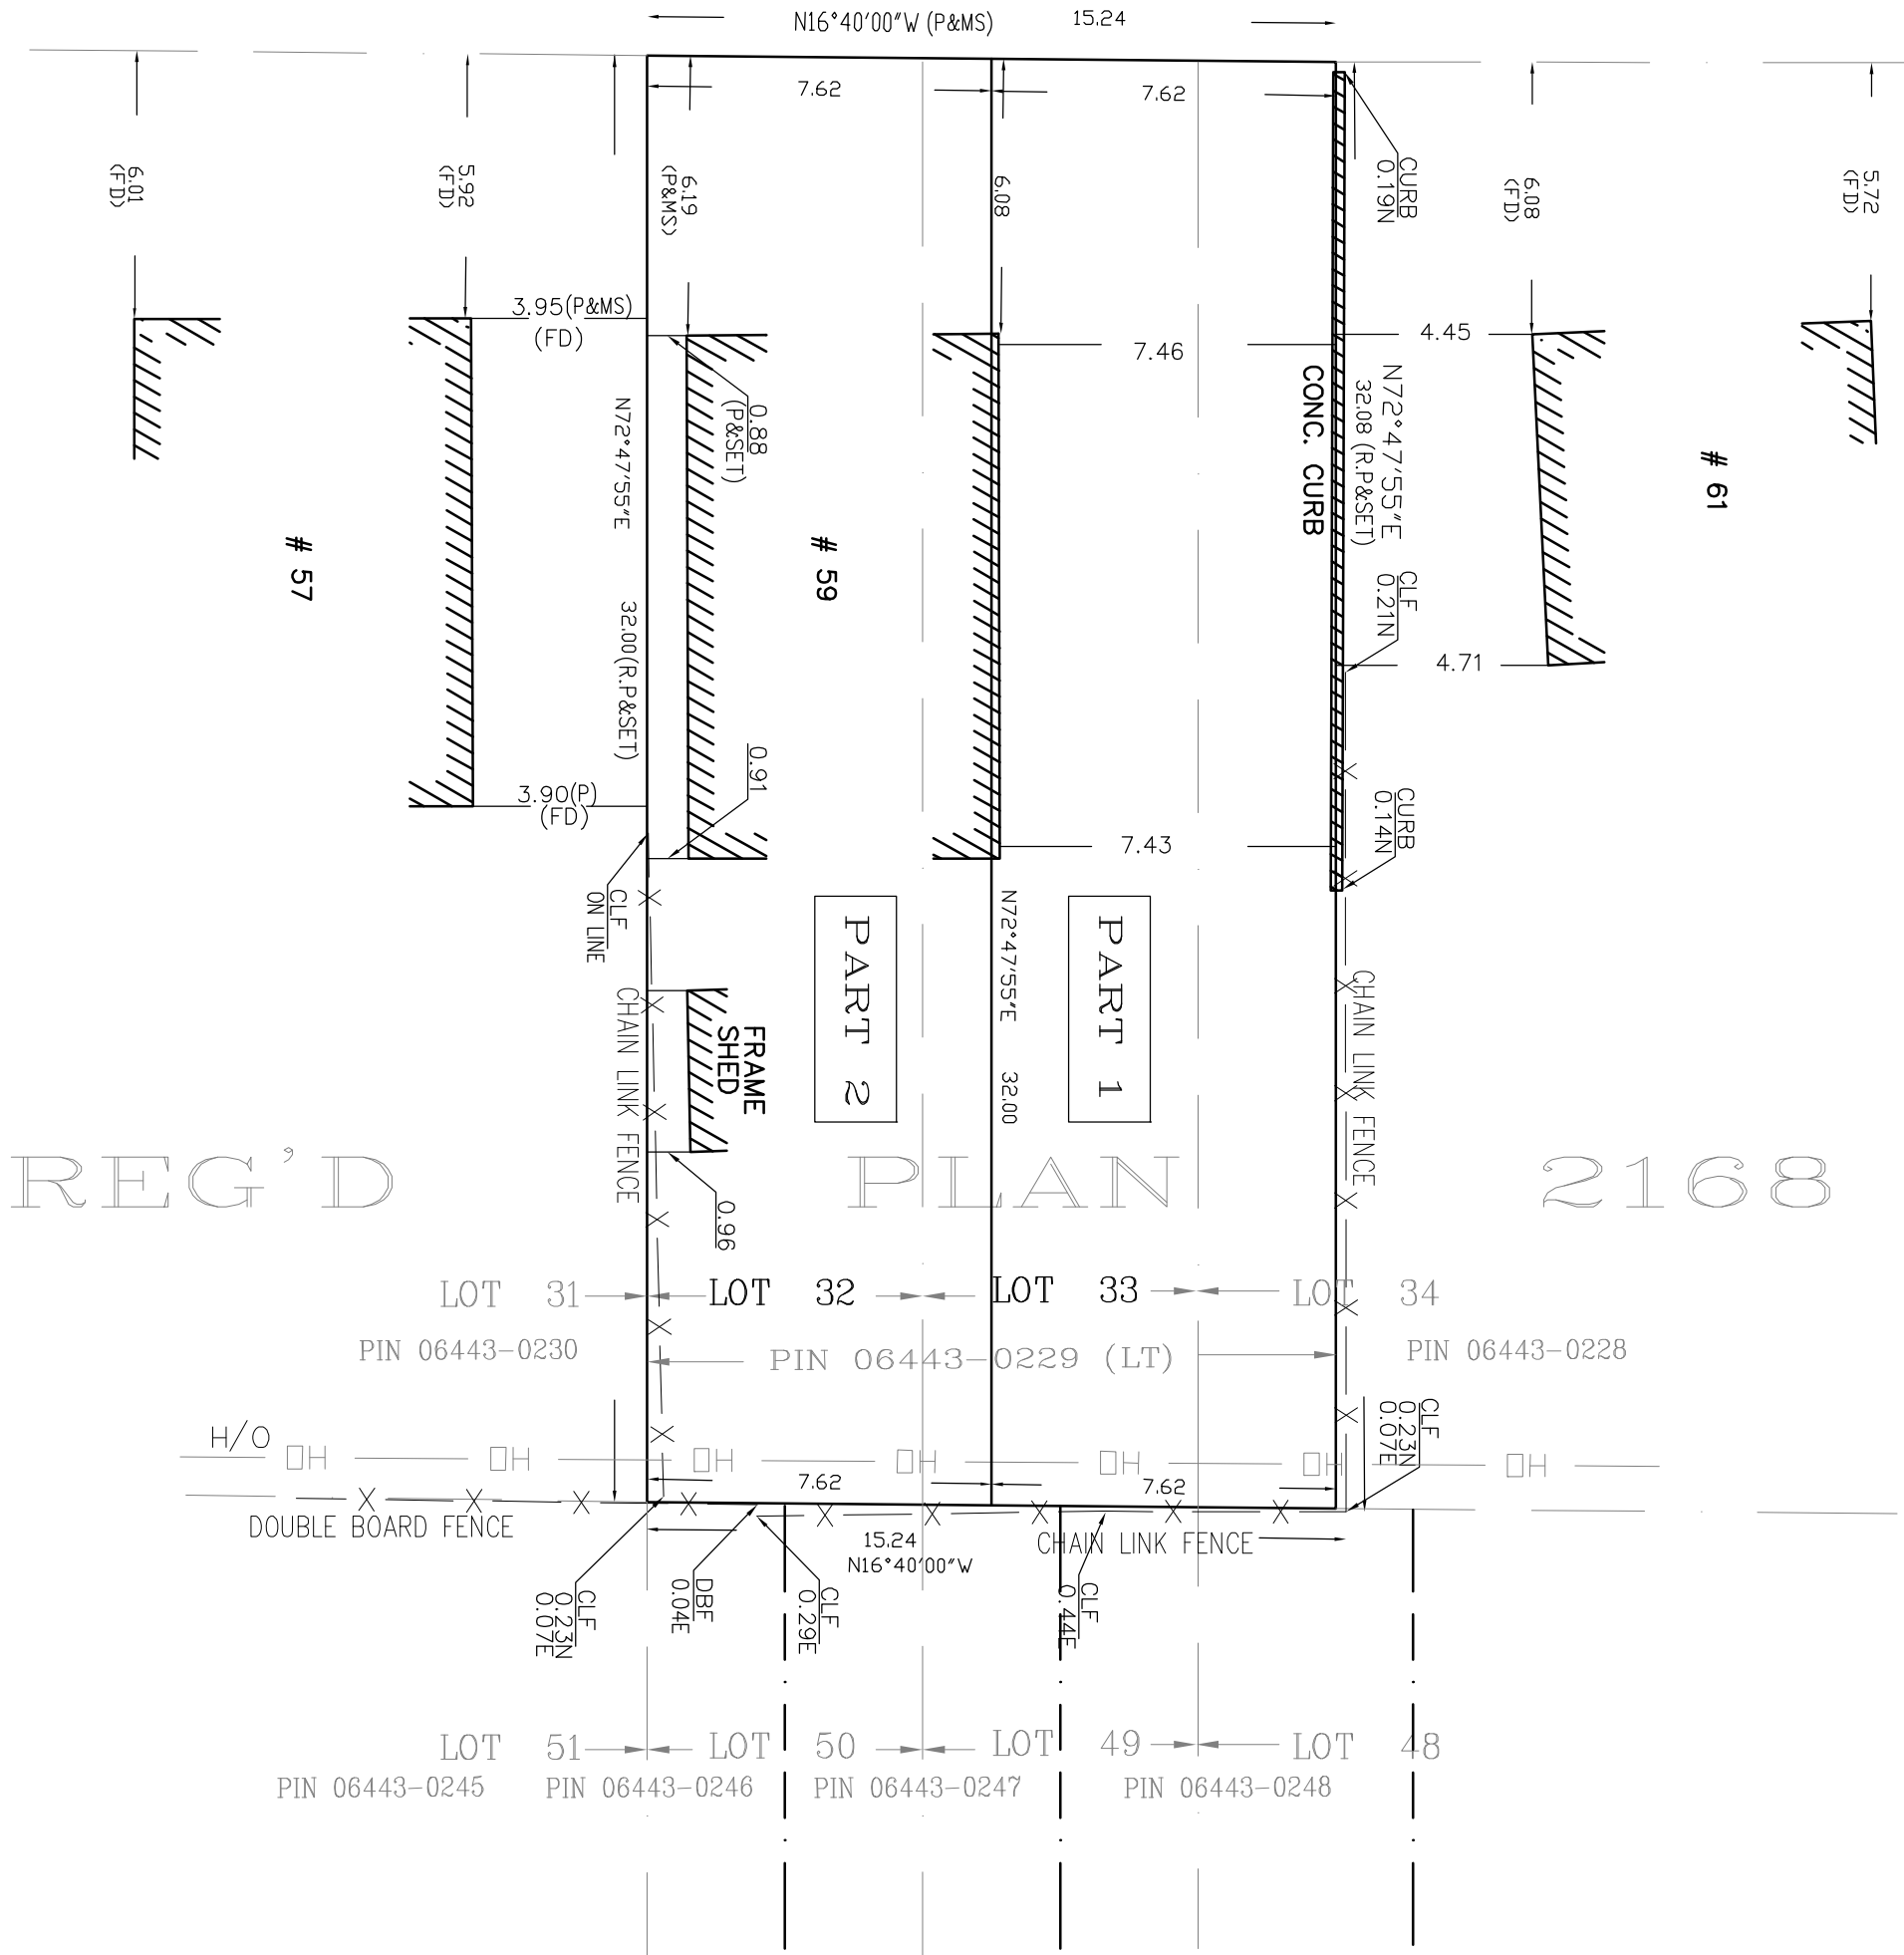 N16°40'00"W (P&MS) 15.24
7.62
7.62
6.01
(FD)
5.92
(FD)
6.19
(P&MS)
6.08
CURB
0.19N
6.08
(FD)
5.72
(FD)
3.95(P&MS)
(FD)
7.46
4.45
0.88
(P&SET)
N72°47'55"E 32.00(R.P&SET)
CONC. CURB
N72°47'55"E
32.08 (R.P&SET)
# 61
# 57
# 59
CLF
0.21N
4.71
0.91
3.90(P)
(FD)
7.43
CURB
0.14N
CLF
ON LINE
PART 2
N72°47'55"E 32.00
PART 1
CHAIN LINK FENCE
FRAME
SHED
CHAIN LINK FENCE
0.96
REG'D PLAN 2168
LOT 31 LOT 32 LOT 33 LOT 34
PIN 06443-0230 PIN 06443-0229 (LT) PIN 06443-0228
CLF
0.23N
0.07E
H/O OH OH OH OH OH OH OH
7.62 7.62
DOUBLE BOARD FENCE
15.24
N16°40'00"W
CHAIN LINK FENCE
CLF
0.23N
0.07E
DBF
0.04E
CLF
0.29E
CLF
0.44E
LOT 51 LOT 50 LOT 49 LOT 48
PIN 06443-0245 PIN 06443-0246 PIN 06443-0247 PIN 06443-0248